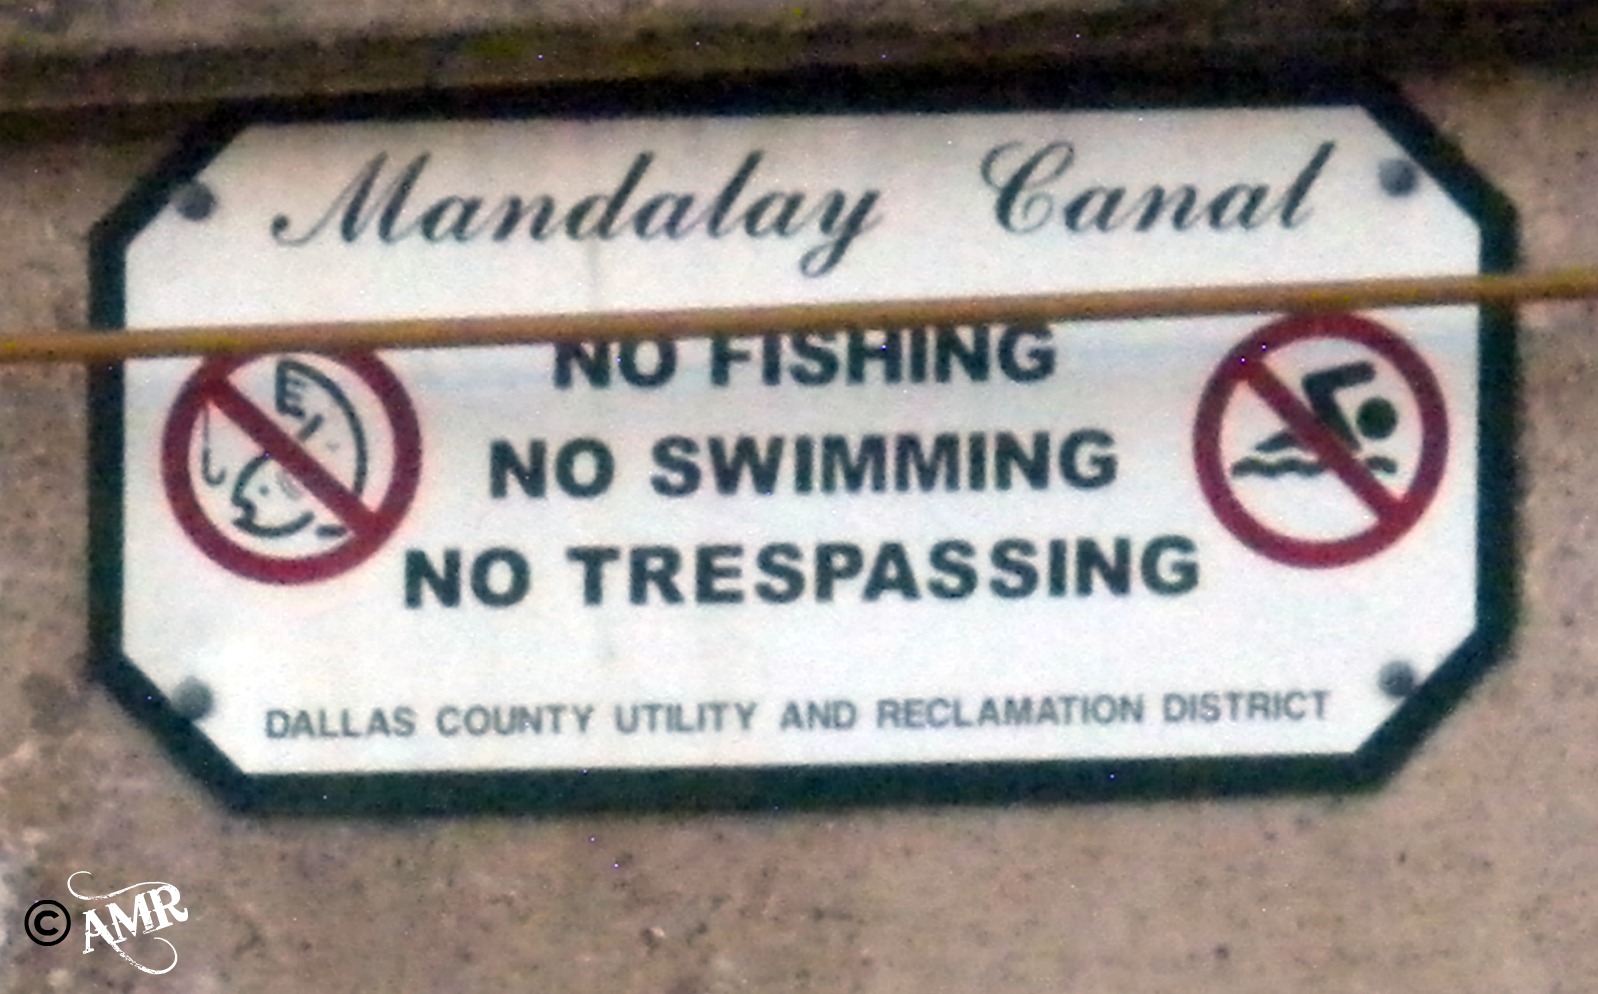 Mandalay Canal
NO FISHING
NO SWIMMING
NO TRESPASSING
DALLAS COUNTY UTILITY AND RECLAMATION DISTRICT
© AMR